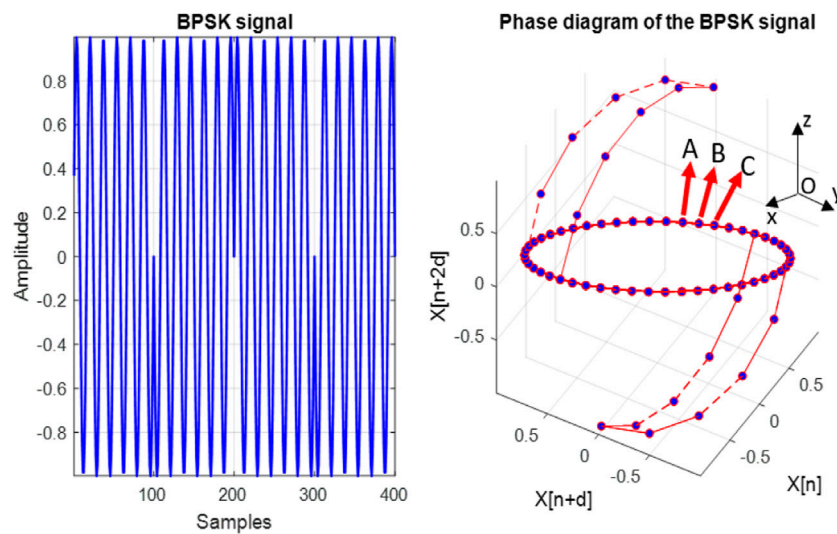 BPSK signal
0.8
0.6
0.4
0.2
0
-0.2
-0.4
-0.6
-0.8
Amplitude
100 200 300 400
Samples
Phase diagram of the BPSK signal
A B C
z
O
x y
0.5
0
-0.5
X[n+2d]
0.5 0 -0.5
X[n+d]
0.5
0
-0.5
X[n]